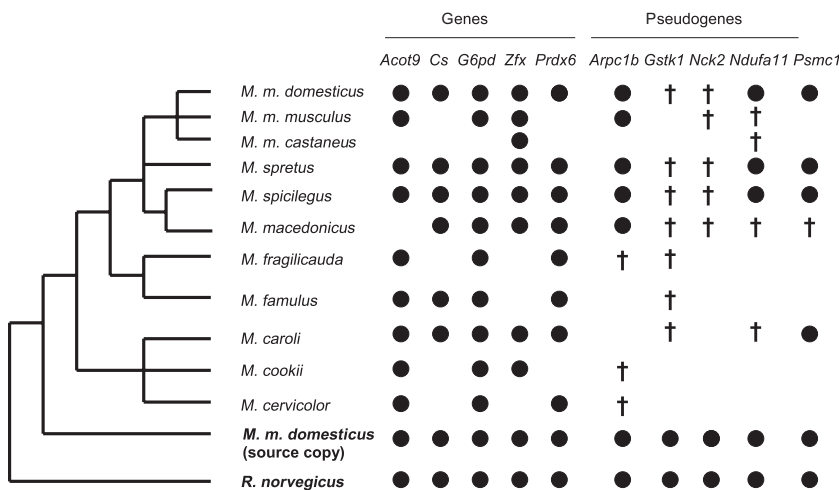 Genes Pseudogenes
Acot9 Cs G6pd Zfx Prdx6 Arpc1b Gstk1 Nck2 Ndufa11 Psmc1
M. m. domesticus † †
M. m. musculus † †
M. m. castaneus †
M. spretus † †
M. spicilegus † †
M. macedonicus † † † †
M. fragilicauda † †
M. famulus †
M. caroli † †
M. cookii †
M. cervicolor †
M. m. domesticus
(source copy)
R. norvegicus